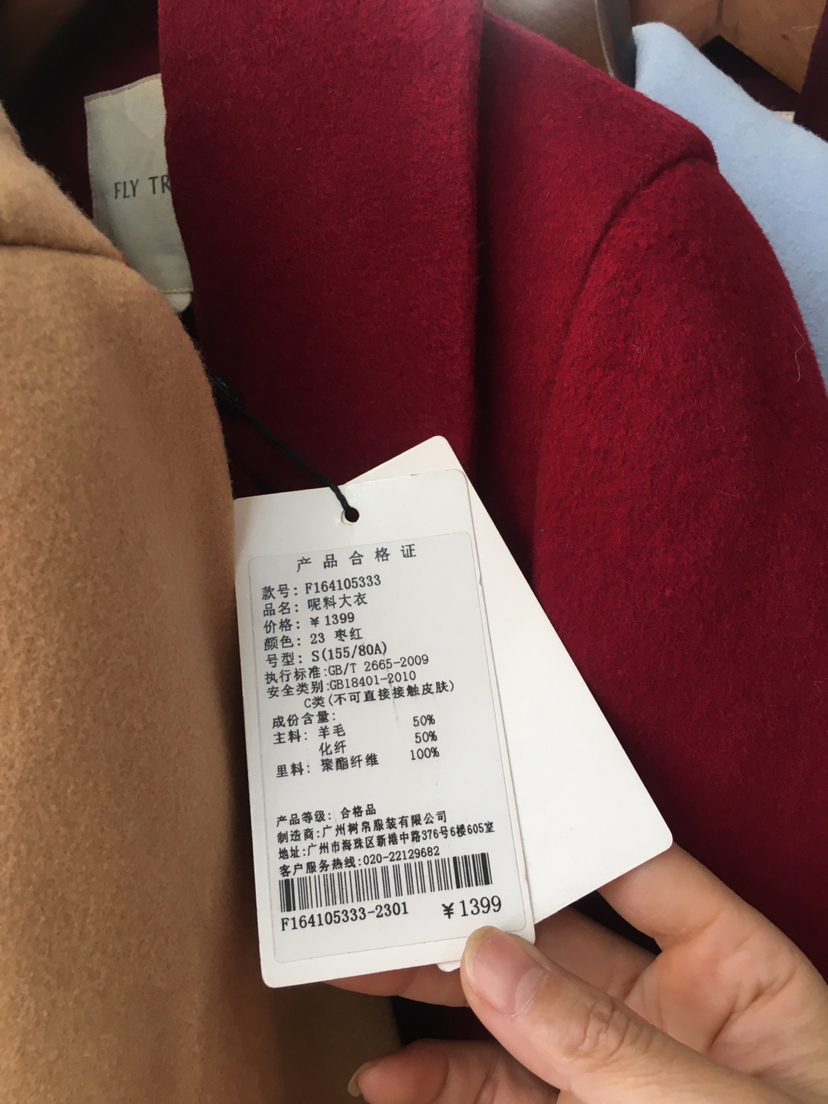 FLY TR
产品合格证
款号: F164105333
品名: 呢料大衣
价格: ¥1399
颜色: 23 枣红
号型: S(155/80A)
执行标准:GB/T 2665-2009
安全类别:GB18401-2010
C类(不可直接接触皮肤)
成份含量:
主料: 羊毛 50%
化纤 50%
里料: 聚酯纤维 100%
产品等级: 合格品
制造商:广州树帛服装有限公司
地址:广州市海珠区新港中路376号6楼605室
客户服务热线:020-22129682
F164105333-2301 ¥1399